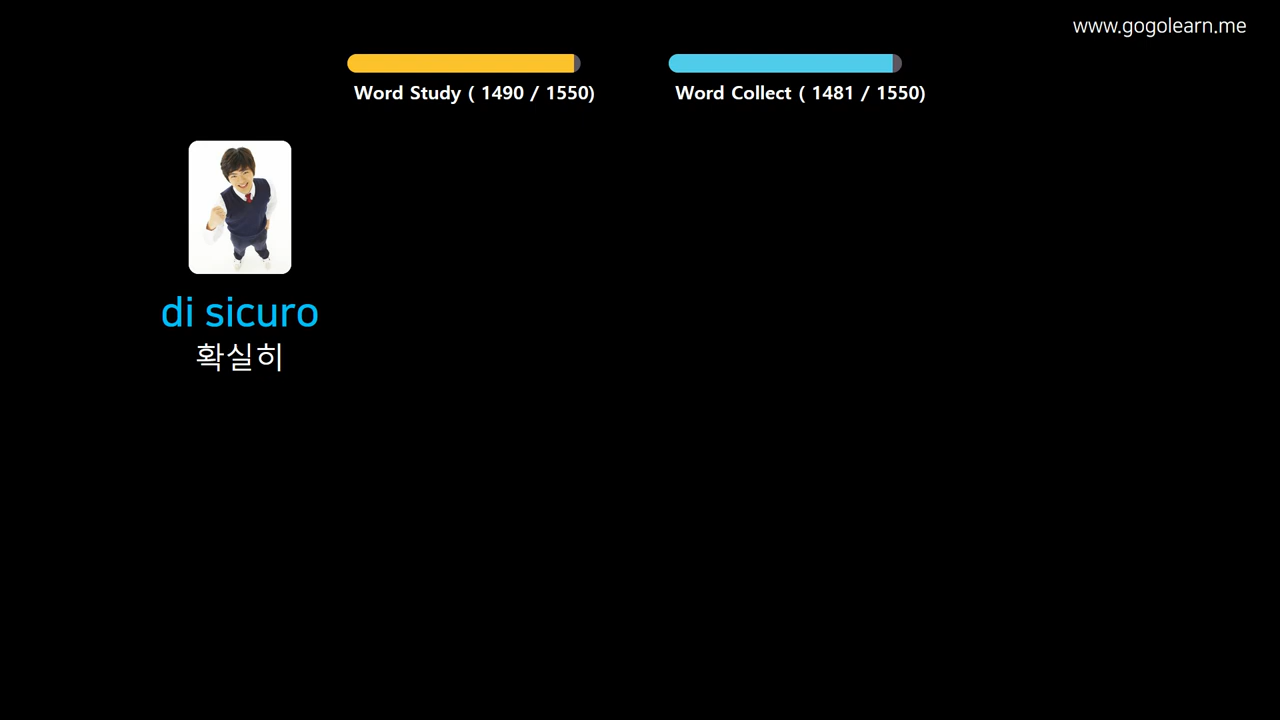 www.gogolearn.me
Word Study ( 1490 / 1550)
Word Collect ( 1481 / 1550)
di sicuro
확실히